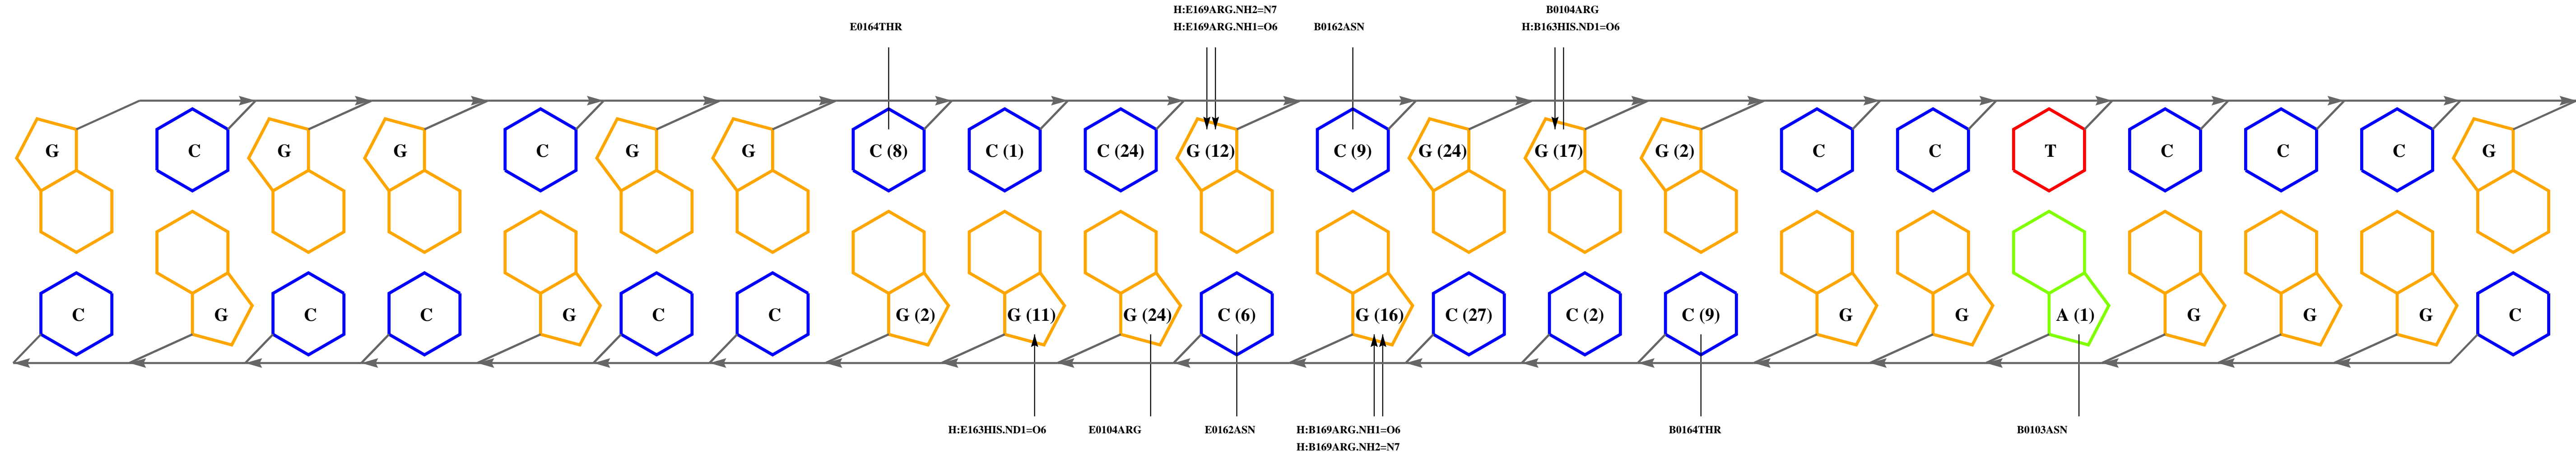 H:E169ARG.NH2=N7
B0104ARG
E0164THR
H:E169ARG.NH1=O6
B0162ASN
H:B163HIS.ND1=O6
G C G G C G G C (8) C (1) C (24) G (12) C (9) G (24) G (17) G (2) C C T C C C G
C G C C G C C G (2) G (11) G (24) C (6) G (16) C (27) C (2) C (9) G G A (1) G G G C
H:E163HIS.ND1=O6
E0104ARG
E0162ASN
H:B169ARG.NH1=O6
B0164THR
B0103ASN
H:B169ARG.NH2=N7